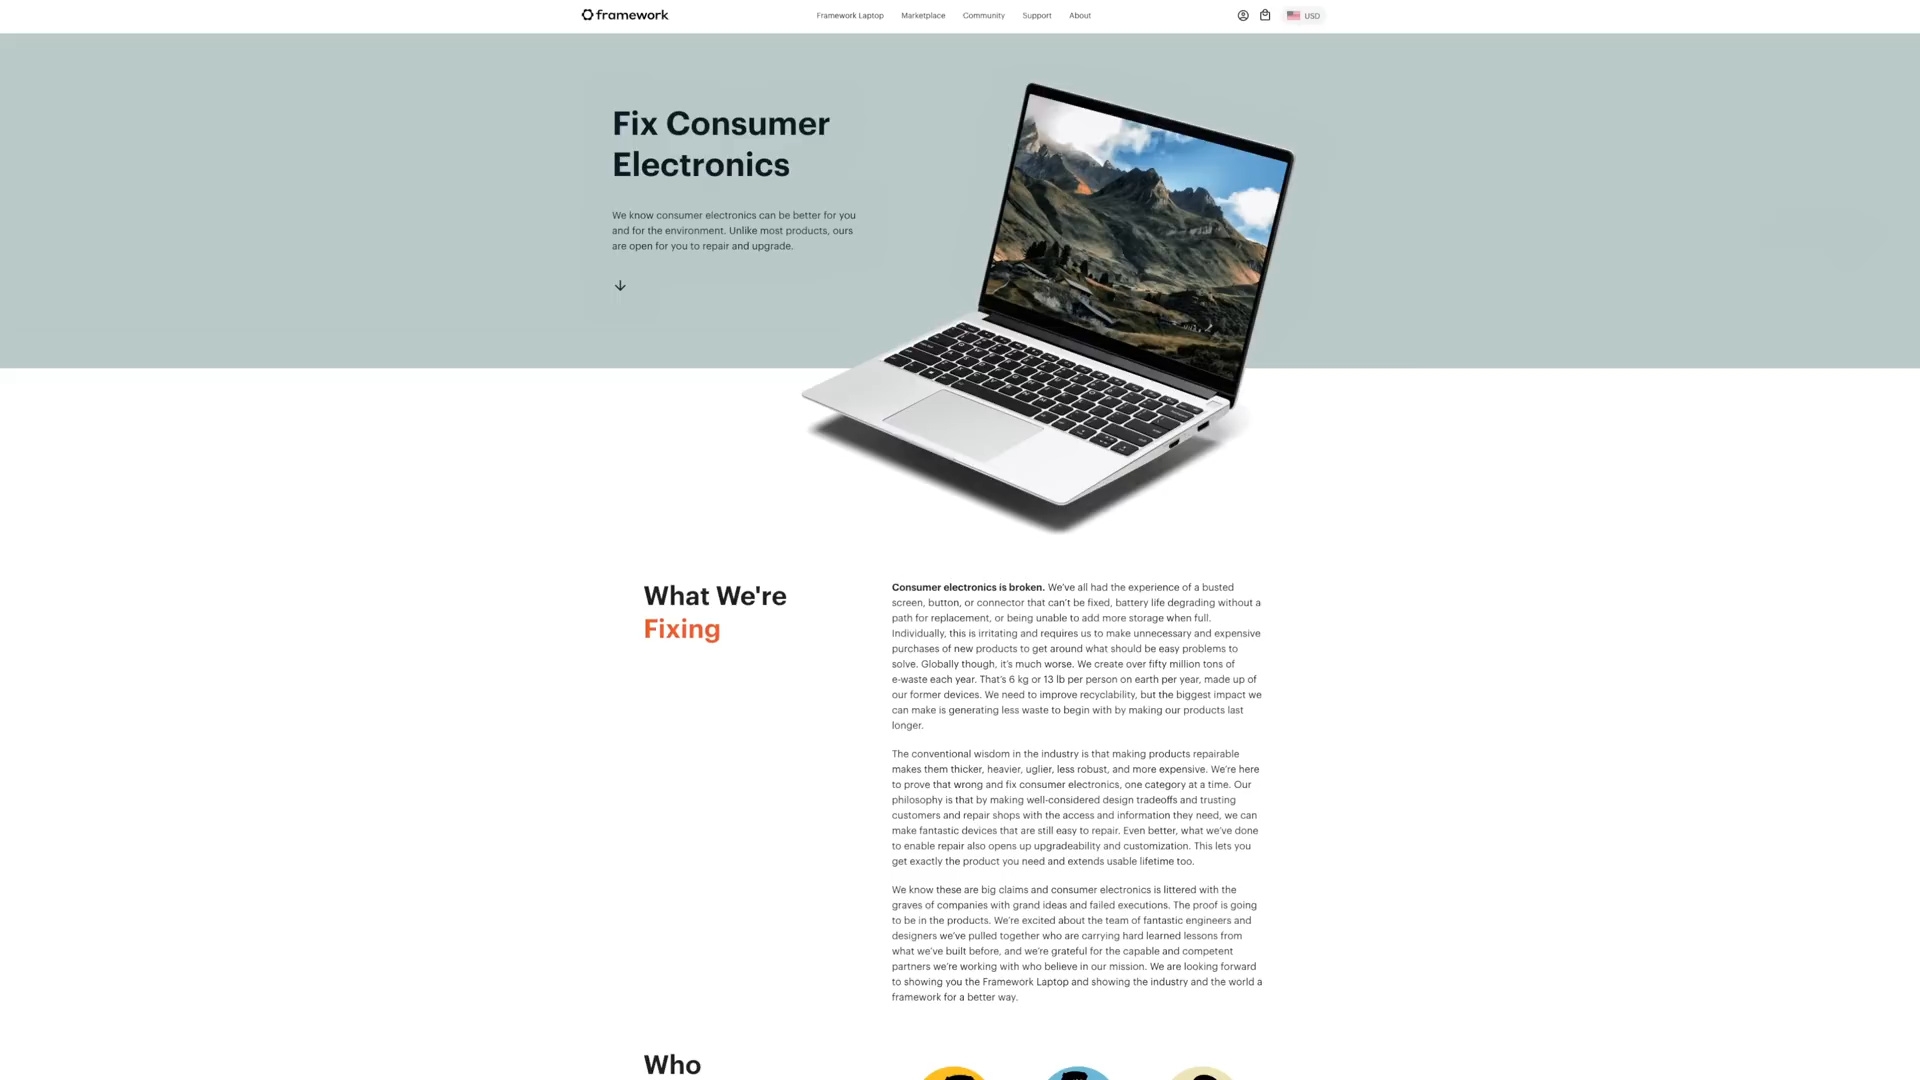 framework
Framework Laptop Marketplace Community Support About
USD
Fix Consumer
Electronics
We know consumer electronics can be better for you
and for the environment. Unlike most products, ours
are open for you to repair and upgrade.
What We're
Fixing
Consumer electronics is broken. We've all had the experience of a busted
screen, button, or connector that can't be fixed, battery life degrading without a
path for replacement, or being unable to add more storage when full.
Individually, this is irritating and requires us to make unnecessary and expensive
purchases of new products to get around what should be easy problems to
solve. Globally though, it's much worse. We create over fifty million tons of
e-waste each year. That's 6 kg or 13 lb per person on earth per year, made up of
our former devices. We need to improve recyclability, but the biggest impact we
can make is generating less waste to begin with by making our products last
longer.
The conventional wisdom in the industry is that making products repairable
makes them thicker, heavier, uglier, less robust, and more expensive. We're here
to prove that wrong and fix consumer electronics, one category at a time. Our
philosophy is that by making well-considered design tradeoffs and trusting
customers and repair shops with the access and information they need, we can
make fantastic devices that are still easy to repair. Even better, what we've done
to enable repair also opens up upgradeability and customization. This lets you
get exactly the product you need and extends usable lifetime too.
We know these are big claims and consumer electronics is littered with the
graves of companies with grand ideas and failed executions. The proof is going
to be in the products. We're excited about the team of fantastic engineers and
designers we've pulled together who are carrying hard learned lessons from
what we've built before, and we're grateful for the capable and competent
partners we're working with who believe in our mission. We are looking forward
to showing you the Framework Laptop and showing the industry and the world a
framework for a better way.
Who